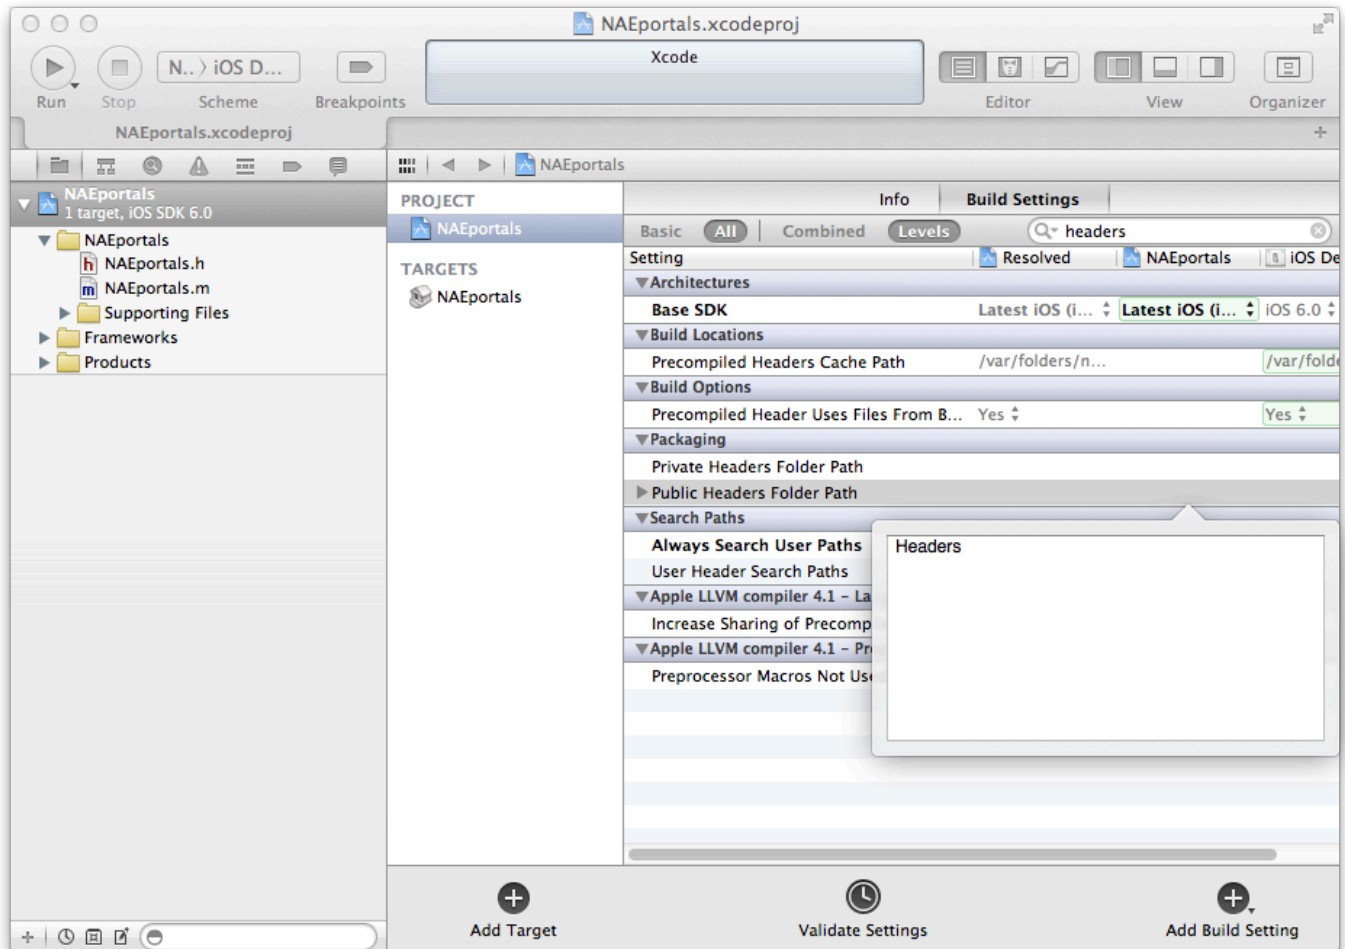 NAEportals.xcodeproj
N.. › iOS D...
Xcode
Run
Stop
Scheme
Breakpoints
Editor
View
Organizer
NAEportals.xcodeproj
NAEportals
NAEportals
1 target, iOS SDK 6.0
NAEportals
h NAEportals.h
m NAEportals.m
Supporting Files
Frameworks
Products
PROJECT
NAEportals
TARGETS
NAEportals
Info
Build Settings
Basic
All
Combined
Levels
headers
Setting
Resolved
NAEportals
iOS De
Architectures
Base SDK
Latest iOS (i...
Latest iOS (i...
iOS 6.0
Build Locations
Precompiled Headers Cache Path
/var/folders/n...
/var/folde
Build Options
Precompiled Header Uses Files From B...
Yes
Yes
Packaging
Private Headers Folder Path
Public Headers Folder Path
Search Paths
Always Search User Paths
User Header Search Paths
Apple LLVM compiler 4.1 - La
Increase Sharing of Precomp
Apple LLVM compiler 4.1 - Pr
Preprocessor Macros Not Use
Headers
Add Target
Validate Settings
Add Build Setting